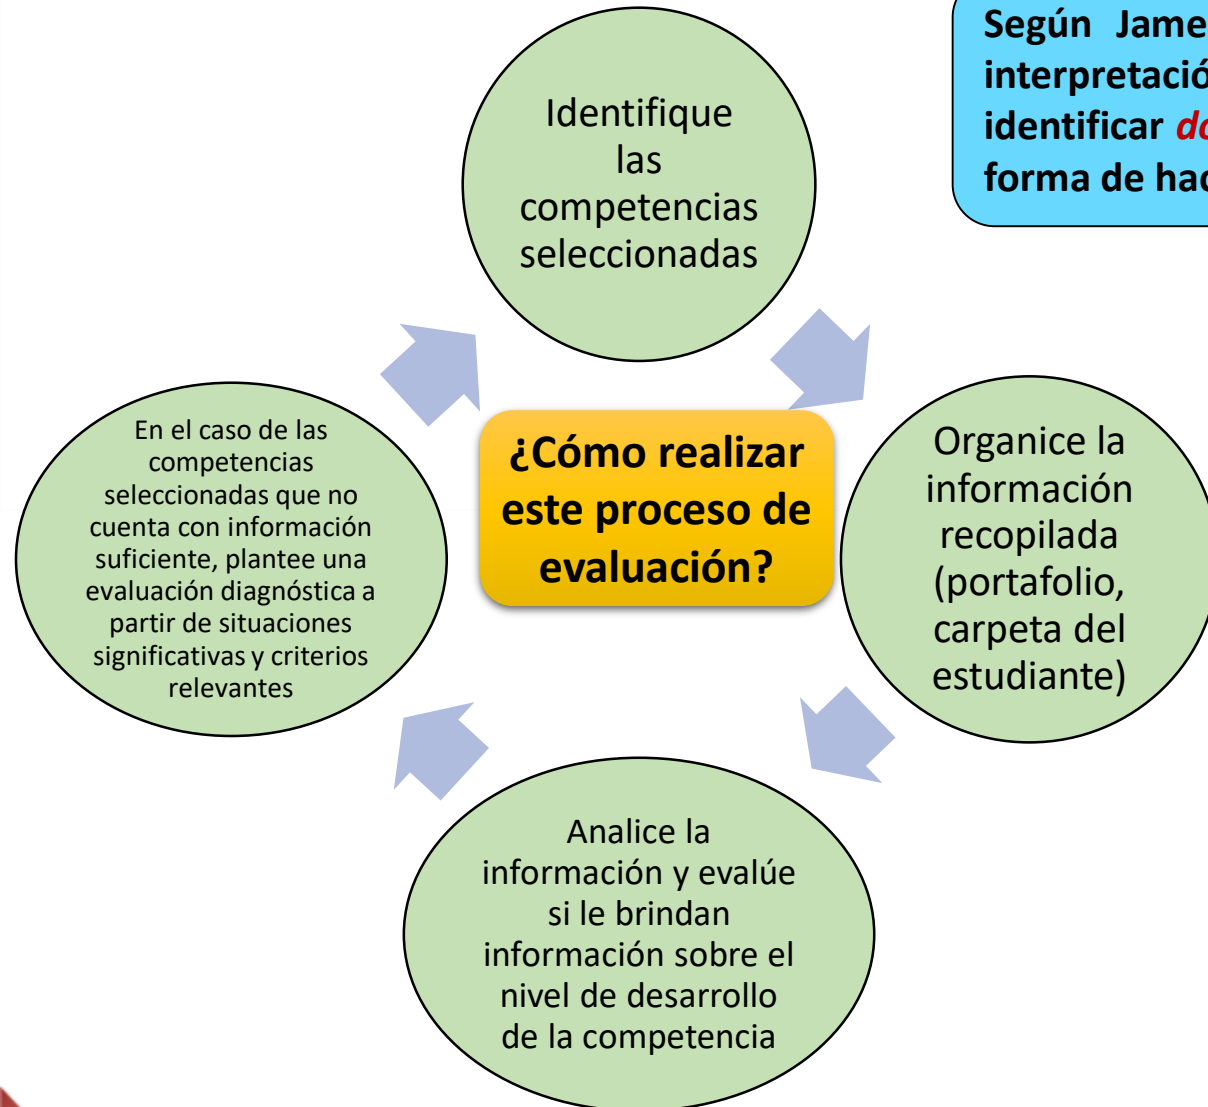 Según
identificar
forma de
Identifique
las
competencias
seleccionadas
¿Cómo realizar
este proceso de
evaluación?
Organice la
información
recopilada
(portafolio,
carpeta del
estudiante)
Analice la
información y evalúe
si le brindan
información sobre el
nivel de desarrollo
de la competencia
En el caso de las
competencias
seleccionadas que no
cuenta con información
suficiente, plantee una
evaluación diagnóstica a
partir de situaciones
significativas y criterios
relevantes